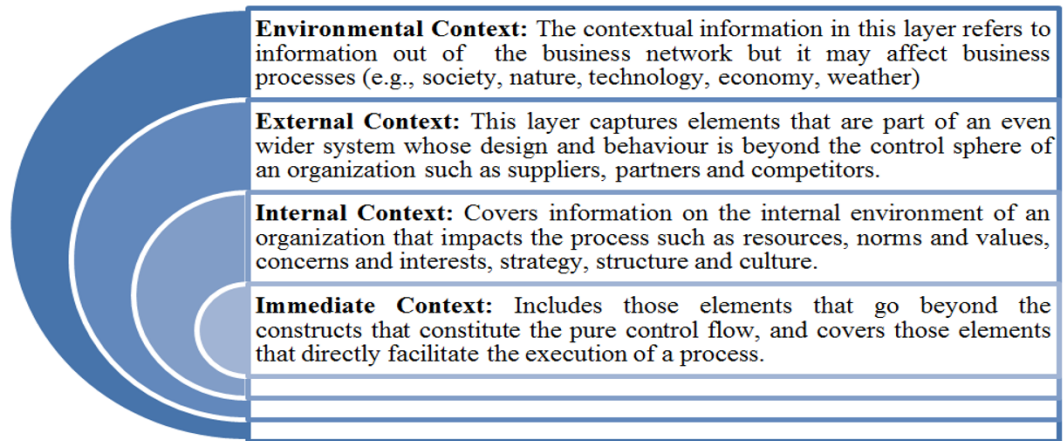 Environmental Context: The contextual information in this layer refers to
information out of the business network but it may affect business
processes (e.g., society, nature, technology, economy, weather)
External Context: This layer captures elements that are part of an even
wider system whose design and behaviour is beyond the control sphere of
an organization such as suppliers, partners and competitors.
Internal Context: Covers information on the internal environment of an
organization that impacts the process such as resources, norms and values,
concerns and interests, strategy, structure and culture.
Immediate Context: Includes those elements that go beyond the
constructs that constitute the pure control flow, and covers those elements
that directly facilitate the execution of a process.